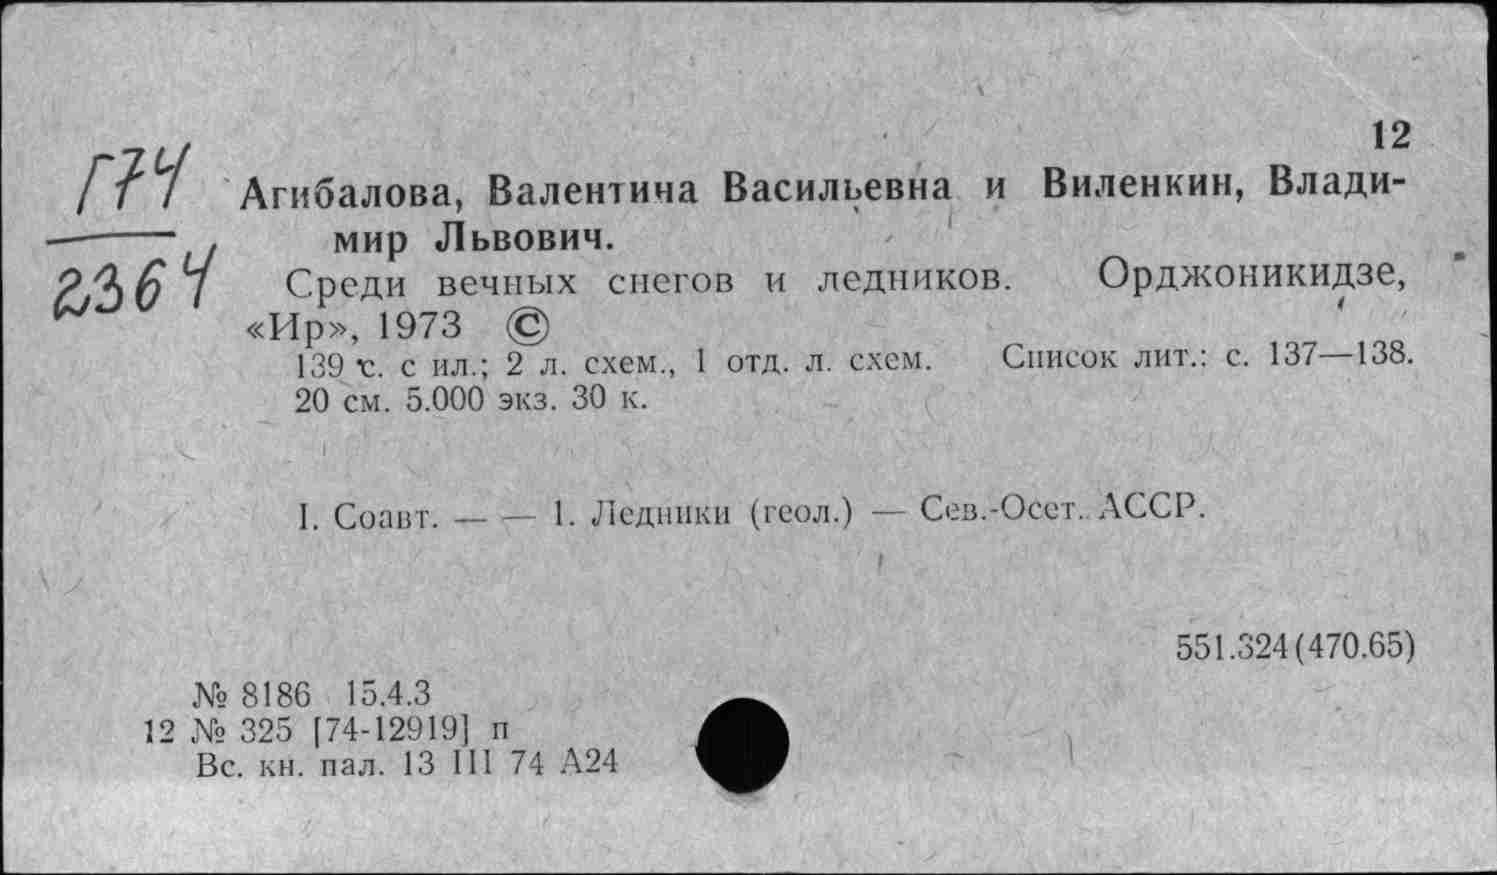 12
Г74
2364
Агибалова, Валентина Васильевна и Виленкин, Влади-
мир Львович.
Среди вечных снегов и ледников. Орджоникидзе,
«Ир», 1973 ©
139 с. с ил.; 2 л. схем., 1 отд. л. схем. Список лит.: с. 137—138.
20 см. 5.000 экз. 30 к.
I. Соавт. — — 1. Ледники (геол.) — Сев.-Осет. АССР.
551.324(470.65)
№ 8186 15.4.3
12 № 325 [74-12919] п
Вс. кн. пал. 13 III 74 А24